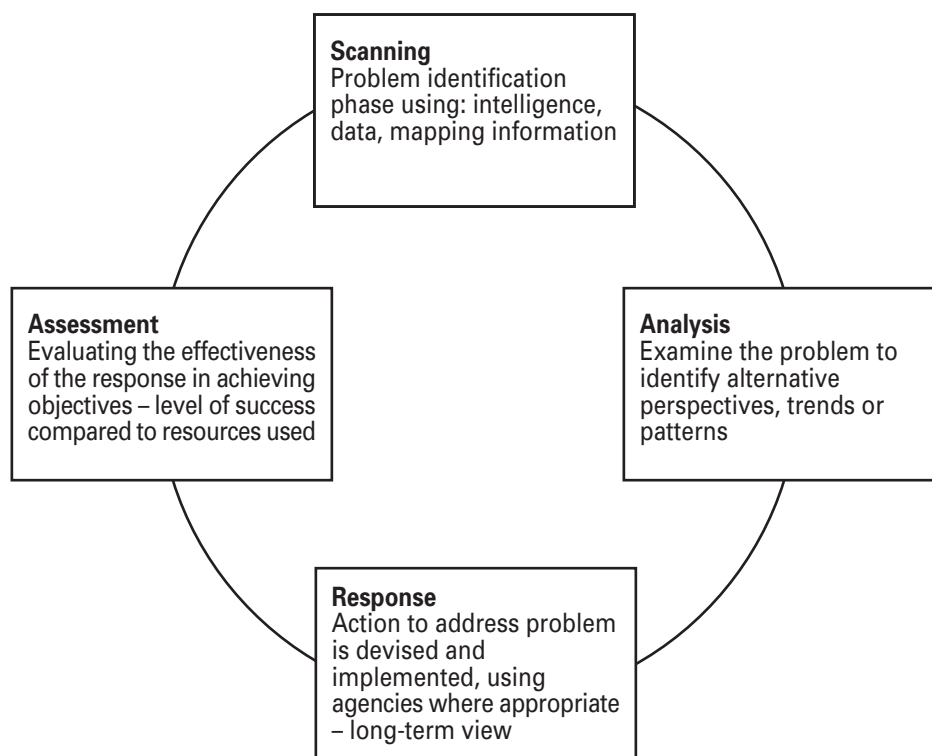 Scanning
Problem identification
phase using: intelligence,
data, mapping information
Assessment
Evaluating the effectiveness
of the response in achieving
objectives – level of success
compared to resources used
Analysis
Examine the problem to
identify alternative
perspectives, trends or
patterns
Response
Action to address problem
is devised and
implemented, using
agencies where appropriate
– long-term view